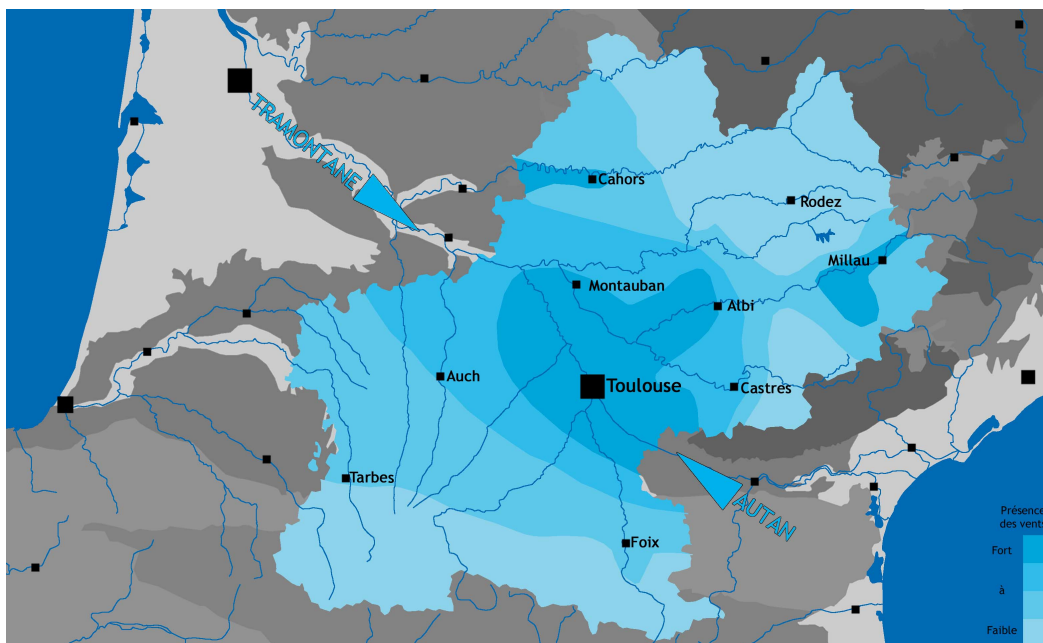 TRAMONTANE
Cahors
Rodez
Millau
Montauban
Albi
Auch
Toulouse
Castres
Tarbes
AUTAN
Foix
Présence
des vents
Fort
à
Faible